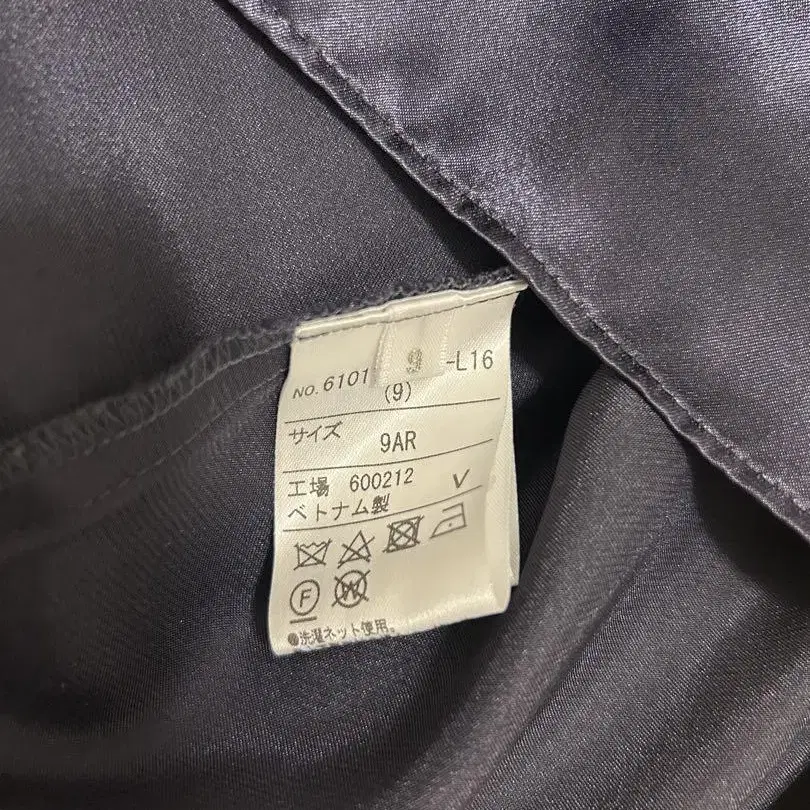 9
No. 6101 -L16
(9)
サイズ 9AR
工場 600212 V
ベトナム製
F W
●洗濯ネット使用。